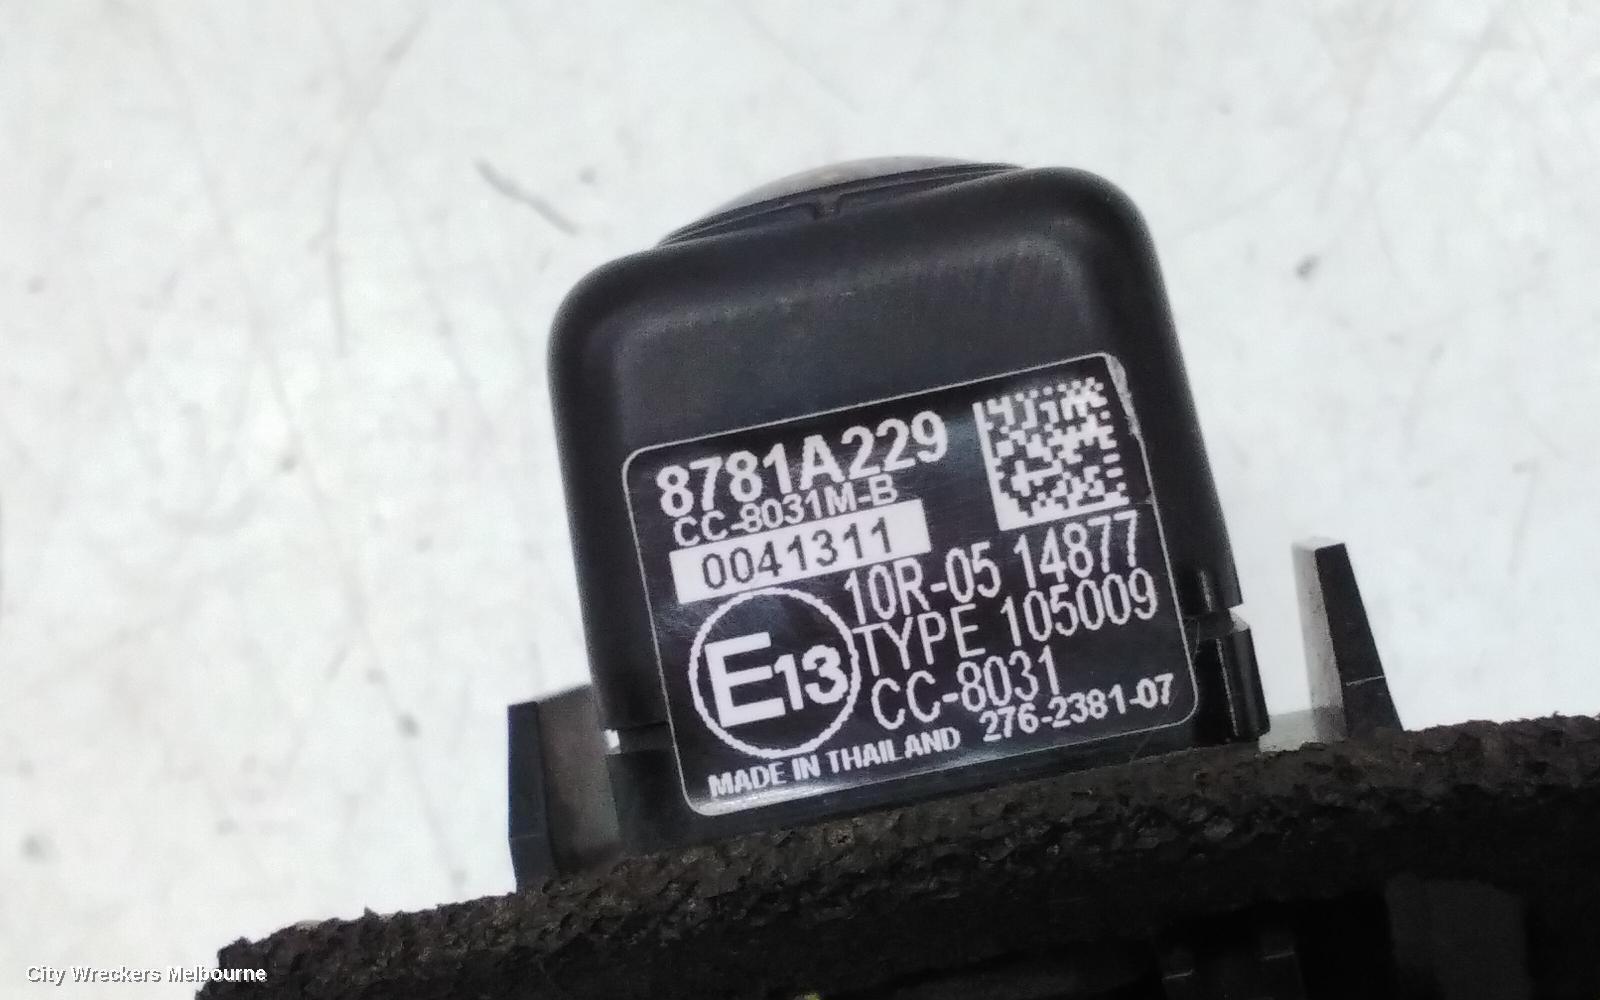 8781A229
CC-8031M-B
0041311
10R-05 14877
E13
TYPE 105009
CC-8031
276-2381-07
MADE IN THAILAND
City Wreckers Melbourne